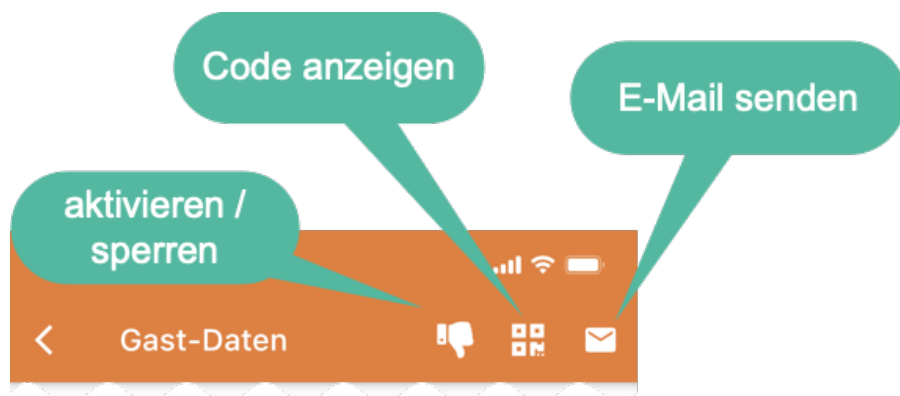 Code anzeigen
E-Mail senden
aktivieren /
sperren
Gast-Daten